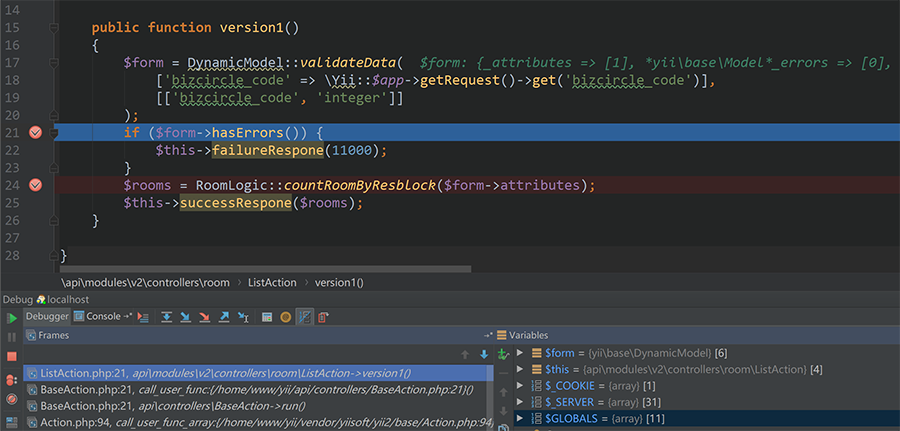 14
15 public function version1()
16 {
17 $form = DynamicModel::validateData( $form: {_attributes => [1], *yii\base\Model*_errors => [0],
18 ['bizcircle_code' => \Yii::$app->getRequest()->get('bizcircle_code')],
19 [['bizcircle_code', 'integer']]
20 );
21 if ($form->hasErrors()) {
22 $this->failureRespone(11000);
23 }
24 $rooms = RoomLogic::countRoomByResblock($form->attributes);
25 $this->successRespone($rooms);
26 }
27
28 }
\api\modules\v2\controllers\room › ListAction › version1()
Debug localhost
Debugger Console
Frames
Variables
ListAction.php:21, api\modules\v2\controllers\room\ListAction->version1()
BaseAction.php:21, call_user_func:{/home/www/yii/api/controllers/BaseAction.php:21}()
BaseAction.php:21, api\controllers\BaseAction->run()
Action.php:94, call_user_func_array:{/home/www/yii/vendor/yiisoft/yii2/base/Action.php:94}
$form = {yii\base\DynamicModel} [6]
$this = {api\modules\v2\controllers\room\ListAction} [4]
$_COOKIE = {array} [1]
$_SERVER = {array} [31]
$GLOBALS = {array} [11]